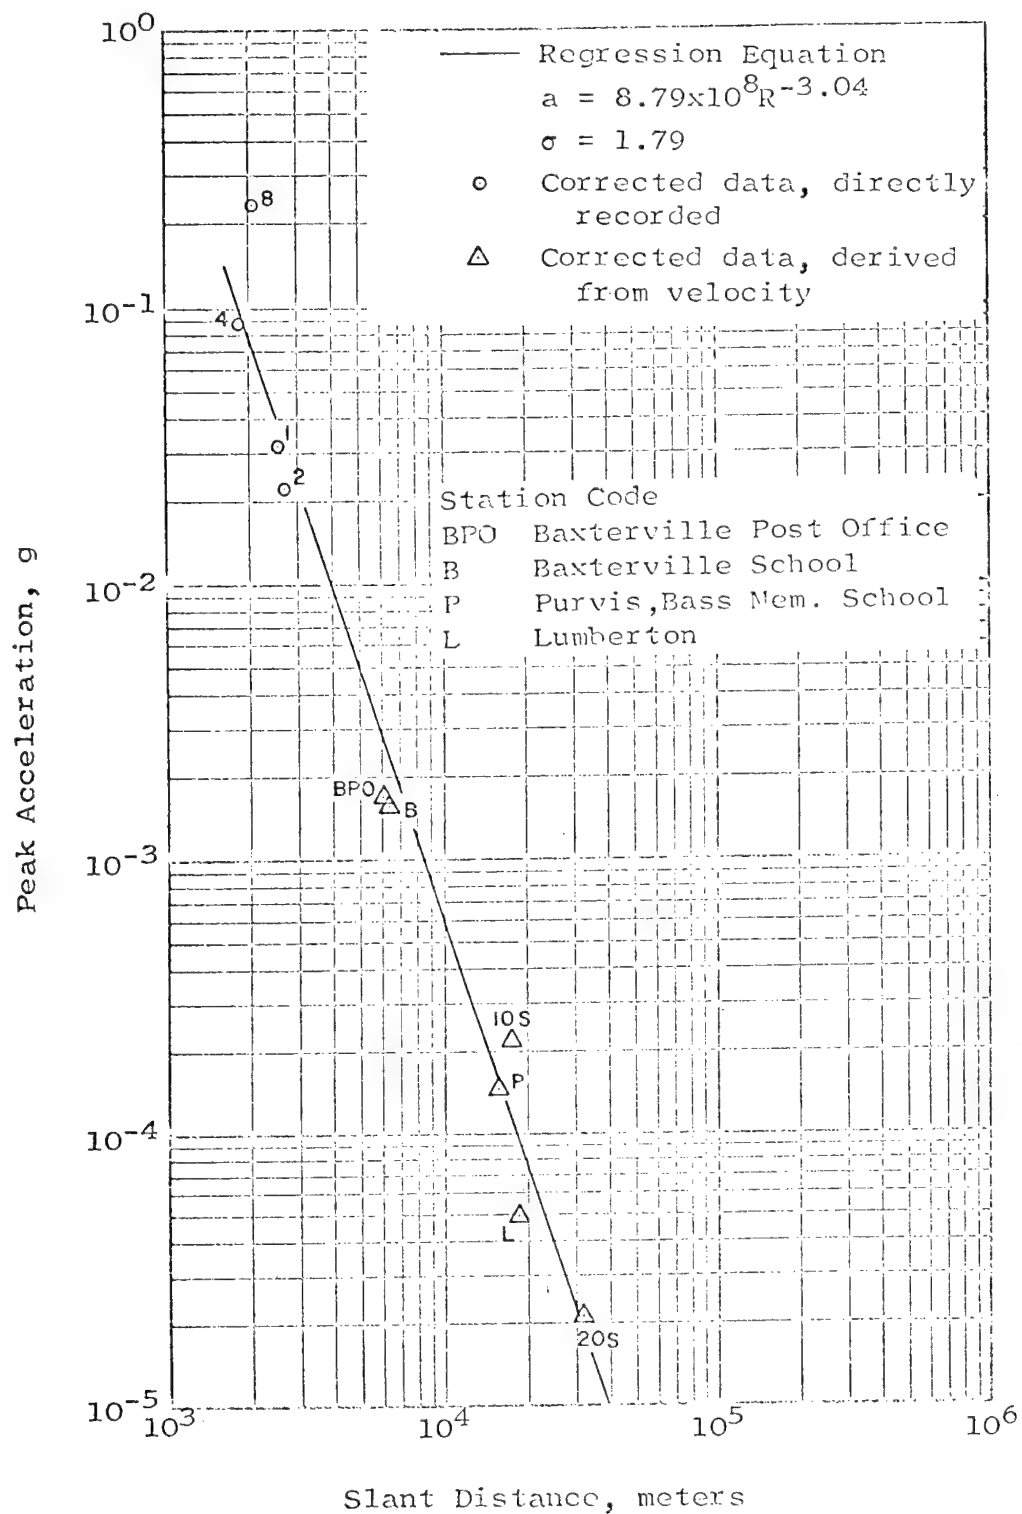 10^0
Regression Equation
a = 8.79x10^8R^-3.04
σ = 1.79
Corrected data, directly
recorded
Corrected data, derived
from velocity
8
10^-1
4
1
2
Station Code
BPO Baxterville Post Office
B Baxterville School
P Purvis,Bass Mem. School
L Lumberton
10^-2
Peak Acceleration, g
BPO
B
10^-3
10S
P
10^-4
L
20S
10^-5
10^3 10^4 10^5 10^6
Slant Distance, meters